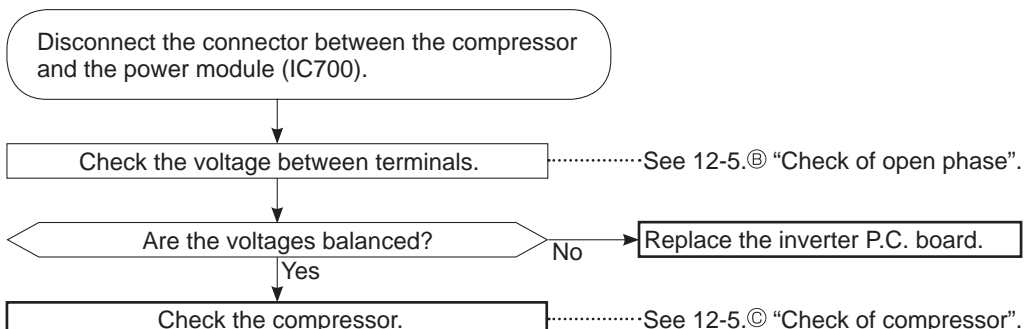 Disconnect the connector between the compressor
and the power module (IC700).
Check the voltage between terminals.
See 12-5.Ⓑ “Check of open phase”.
Are the voltages balanced?
No
Replace the inverter P.C. board.
Yes
Check the compressor.
See 12-5.Ⓒ “Check of compressor”.